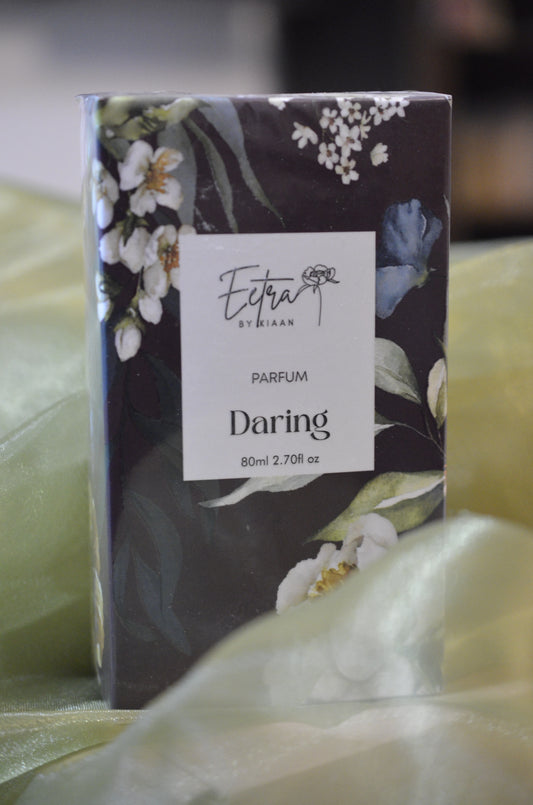 Eetra
BY KIAAN
PARFUM
Daring
80ml 2.70fl oz